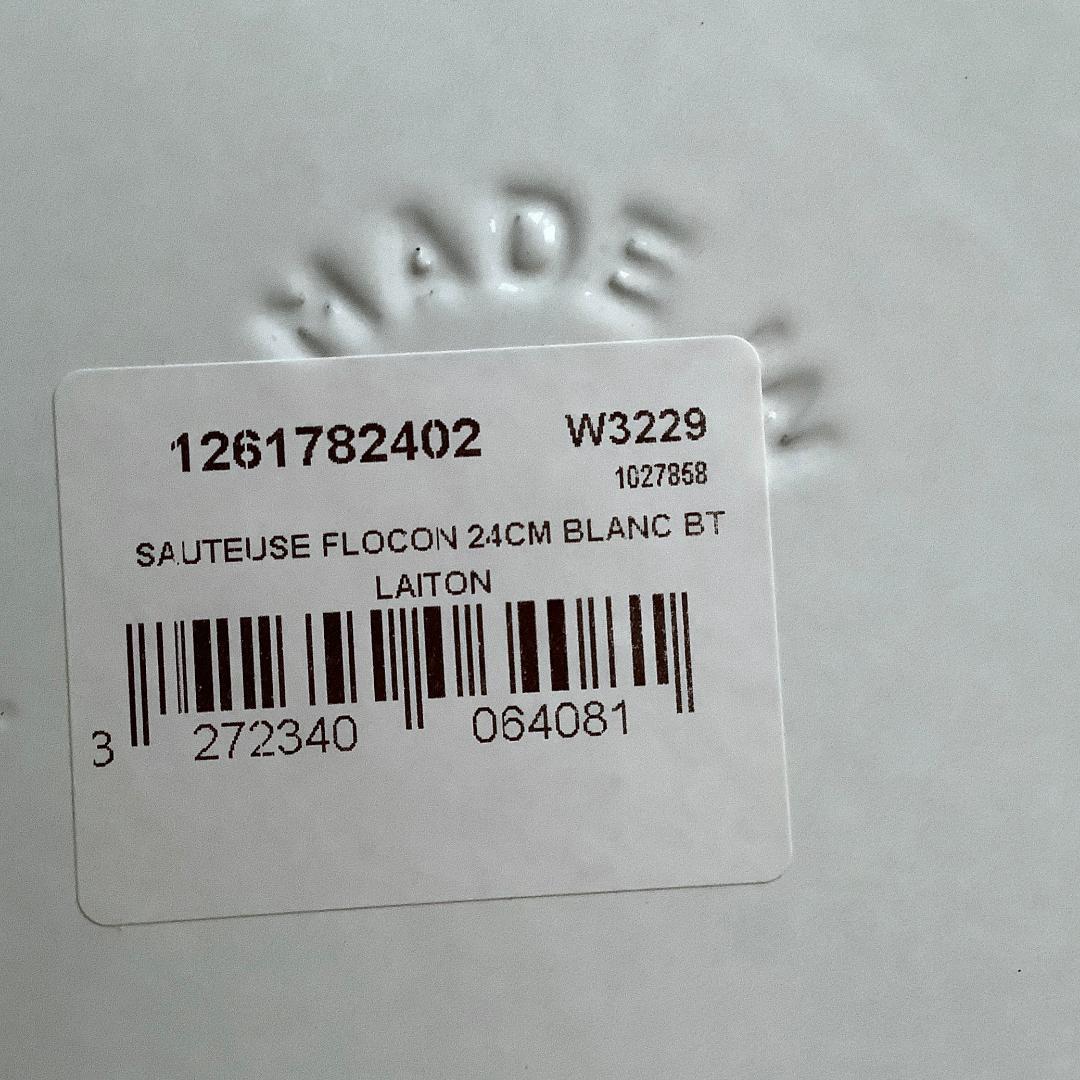 MADE IN
1261782402 W3229
1027858
SAUTEUSE FLOCON 24CM BLANC BT
LAITON
3 272340 064081